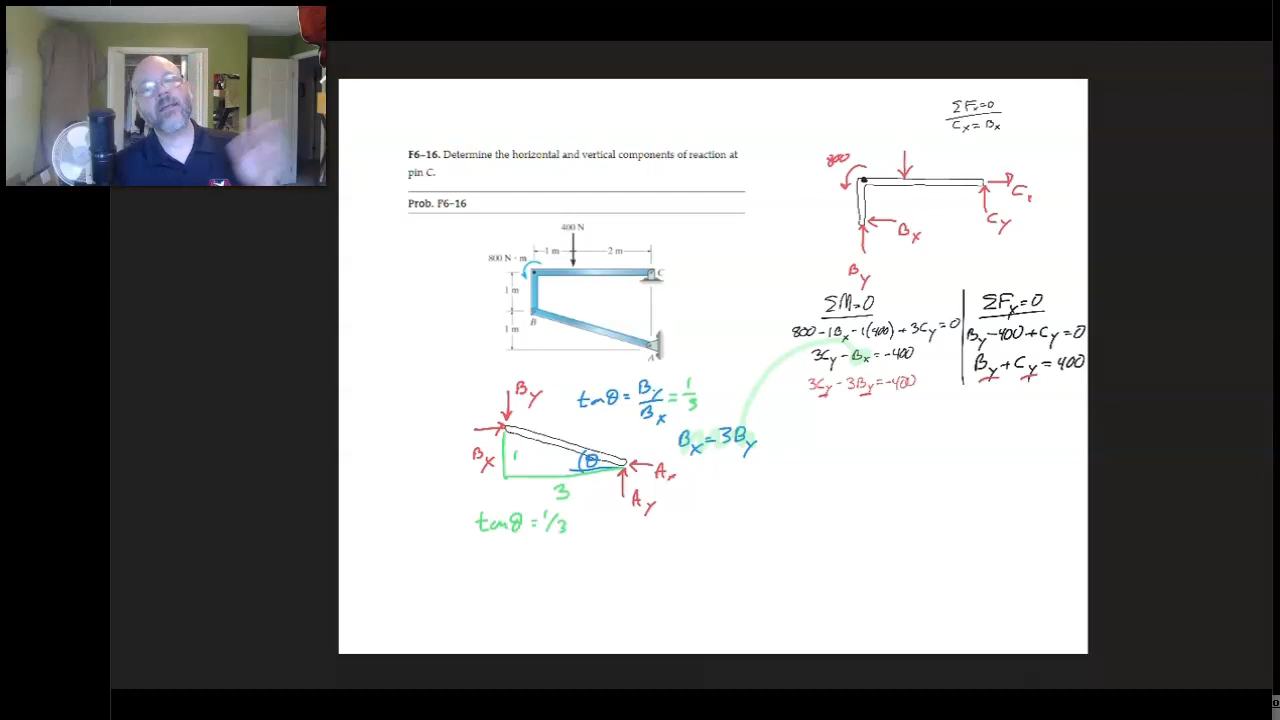 F6–16. Determine the horizontal and vertical components of reaction at
pin C.
Prob. F6–16
400 N
1 m
2 m
800 N · m
C
1 m
B
1 m
A
ΣFx=0
Cx = Bx
800
Cx
Cy
Bx
By
ΣM=0
800 - 1Bx - 1(400) + 3Cy = 0
3Cy - Bx = -400
3Cy - 3By = -400
ΣFx=0
By - 400 + Cy = 0
By + Cy = 400
By
tanθ = By/Bx = 1/3
Bx = 3By
Bx
1
θ
Ax
3
Ay
tanθ = 1/3